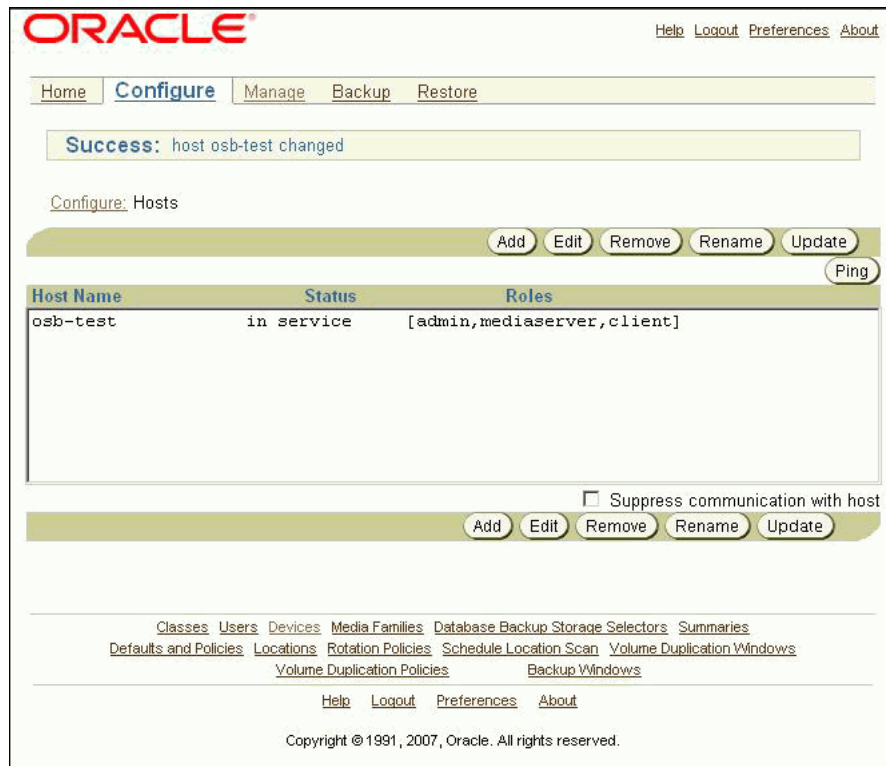 ORACLE
Help Logout Preferences About
Home Configure Manage Backup Restore
Success: host osb-test changed
Configure: Hosts
Add Edit Remove Rename Update
Ping
Host Name Status Roles
osb-test in service [admin,mediaserver,client]
Suppress communication with host
Add Edit Remove Rename Update
Classes Users Devices Media Families Database Backup Storage Selectors Summaries
Defaults and Policies Locations Rotation Policies Schedule Location Scan Volume Duplication Windows
Volume Duplication Policies Backup Windows
Help Logout Preferences About
Copyright © 1991, 2007, Oracle. All rights reserved.